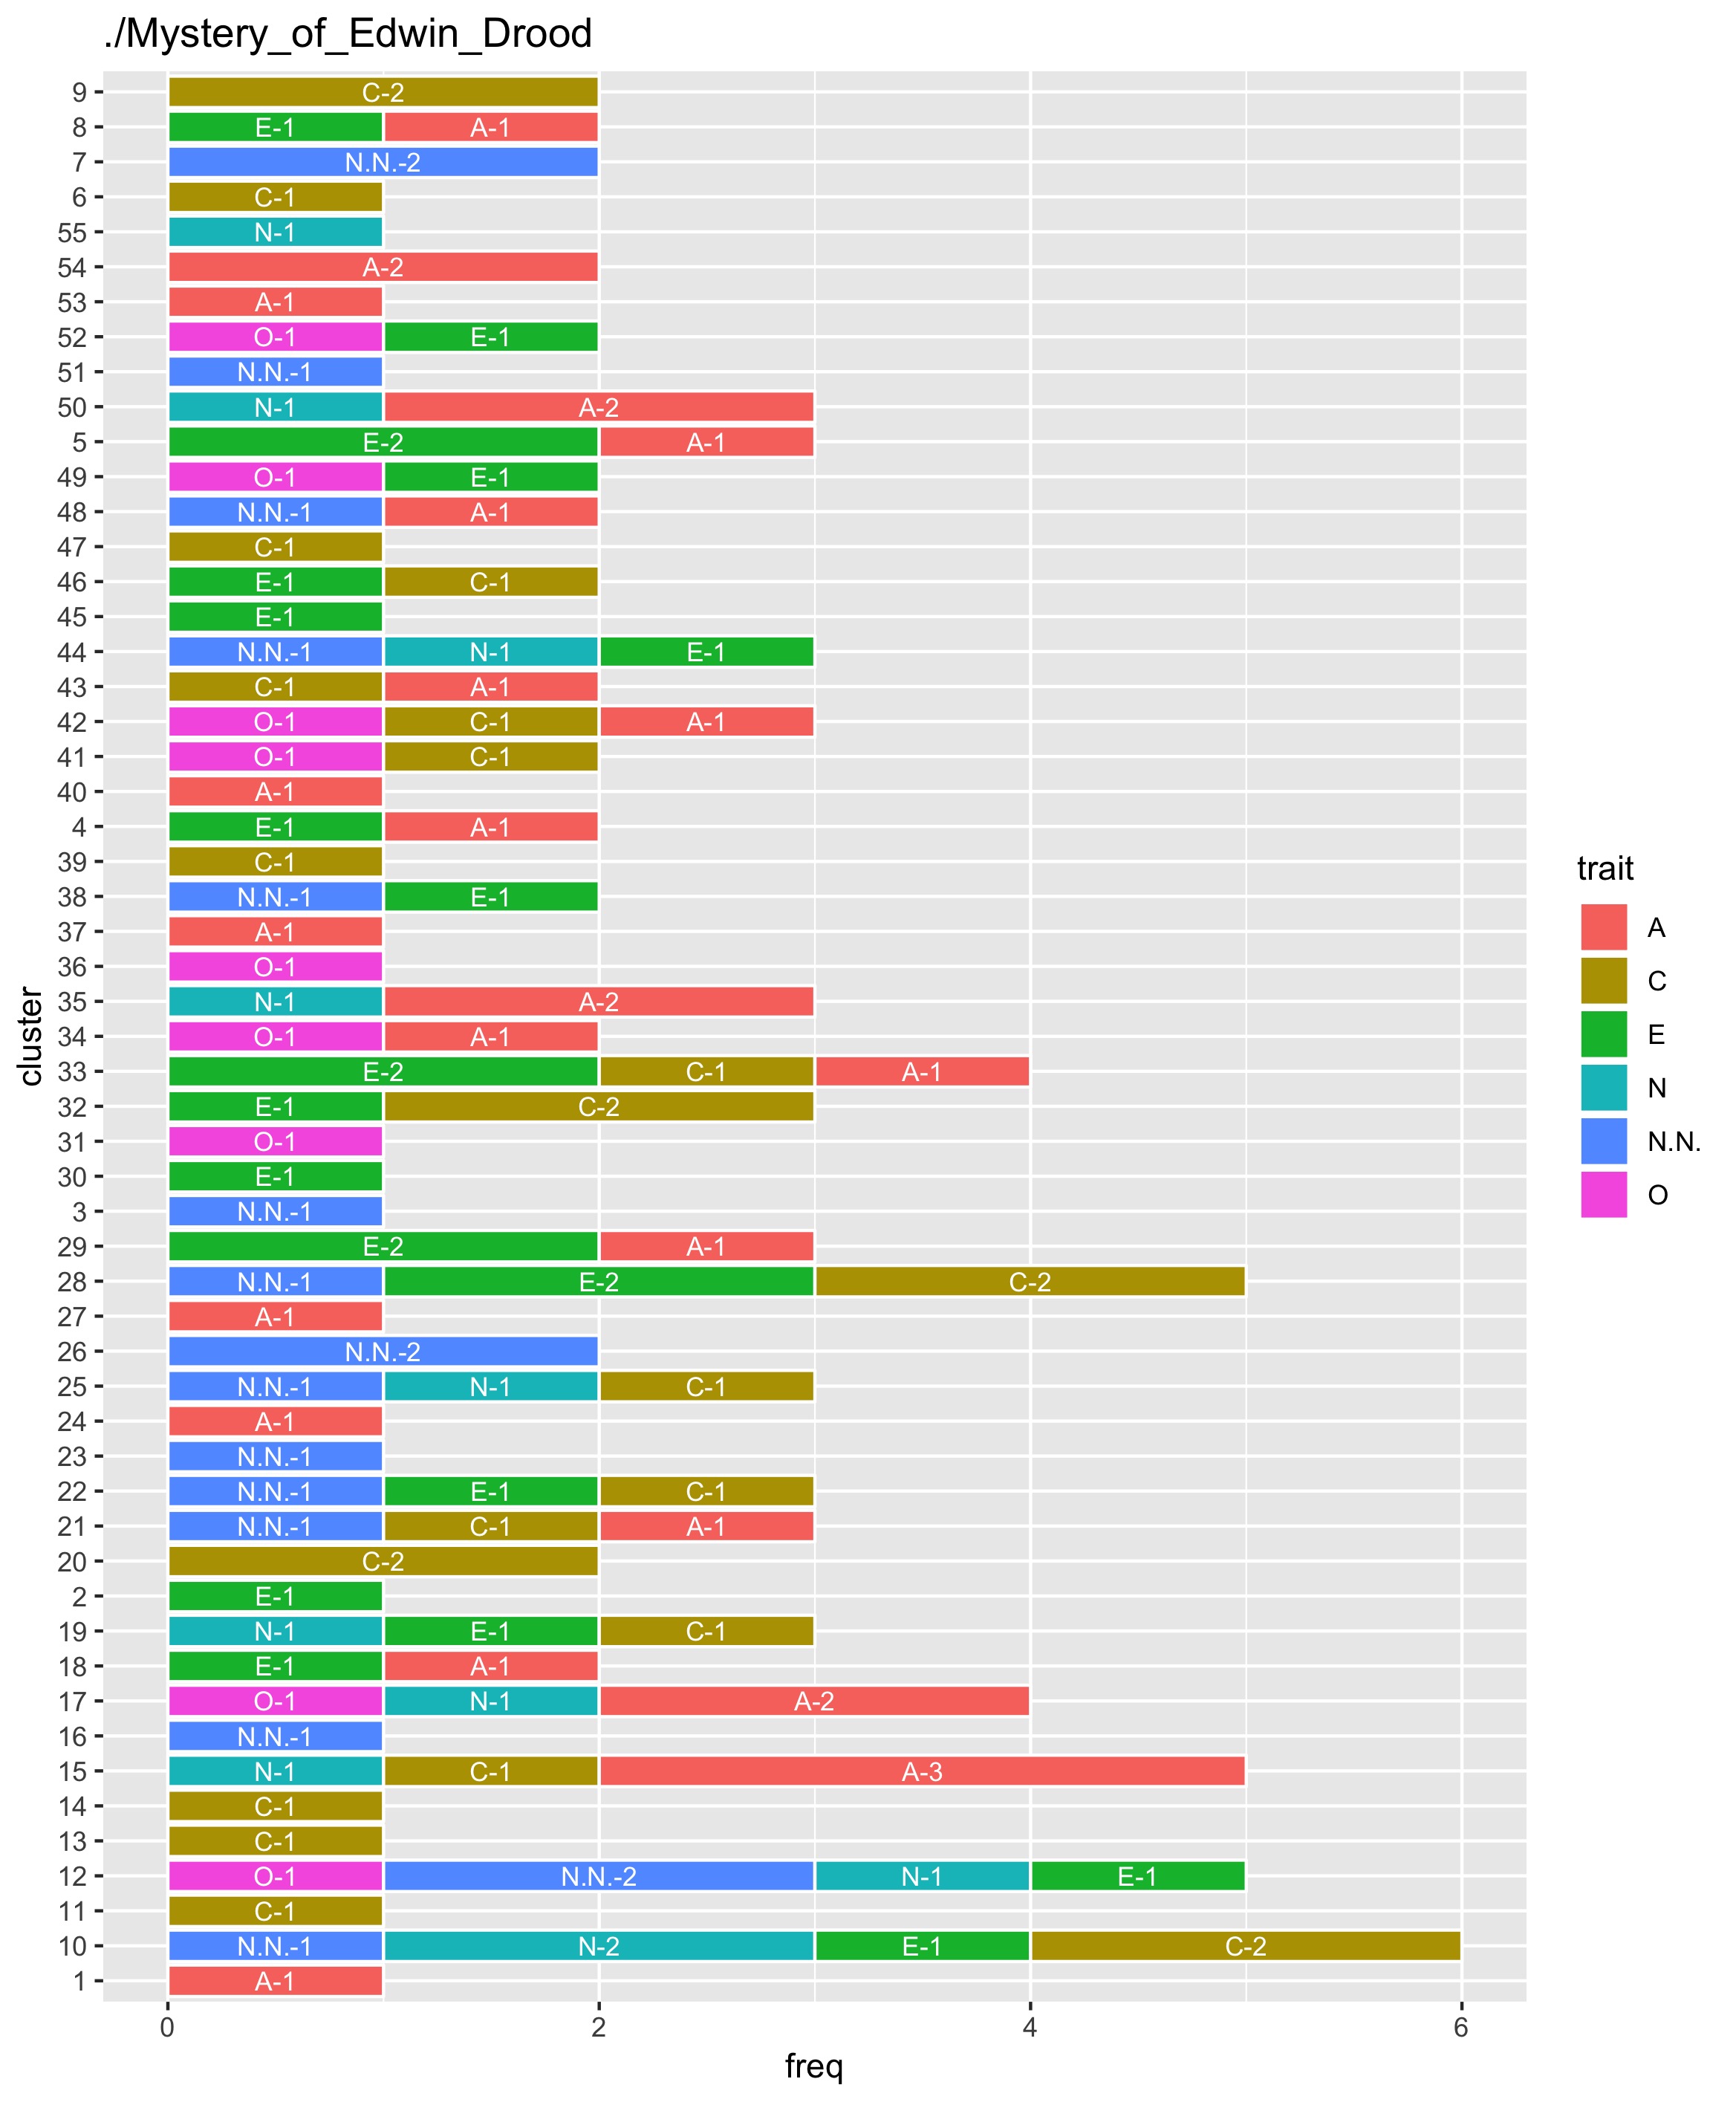 ./Mystery_of_Edwin_Drood
9 C-2
8 E-1 A-1
7 N.N.-2
6 C-1
55 N-1
54 A-2
53 A-1
52 O-1 E-1
51 N.N.-1
50 N-1 A-2
5 E-2 A-1
49 O-1 E-1
48 N.N.-1 A-1
47 C-1
46 E-1 C-1
45 E-1
44 N.N.-1 N-1 E-1
43 C-1 A-1
42 O-1 C-1 A-1
41 O-1 C-1
40 A-1
4 E-1 A-1
39 C-1
38 N.N.-1 E-1
37 A-1
36 O-1
35 N-1 A-2
34 O-1 A-1
33 E-2 C-1 A-1
32 E-1 C-2
31 O-1
30 E-1
3 N.N.-1
29 E-2 A-1
28 N.N.-1 E-2 C-2
27 A-1
26 N.N.-2
25 N.N.-1 N-1 C-1
24 A-1
23 N.N.-1
22 N.N.-1 E-1 C-1
21 N.N.-1 C-1 A-1
20 C-2
2 E-1
19 N-1 E-1 C-1
18 E-1 A-1
17 O-1 N-1 A-2
16 N.N.-1
15 N-1 C-1 A-3
14 C-1
13 C-1
12 O-1 N.N.-2 N-1 E-1
11 C-1
10 N.N.-1 N-2 E-1 C-2
1 A-1
0 2 4 6
freq
cluster
trait
A
C
E
N
N.N.
O